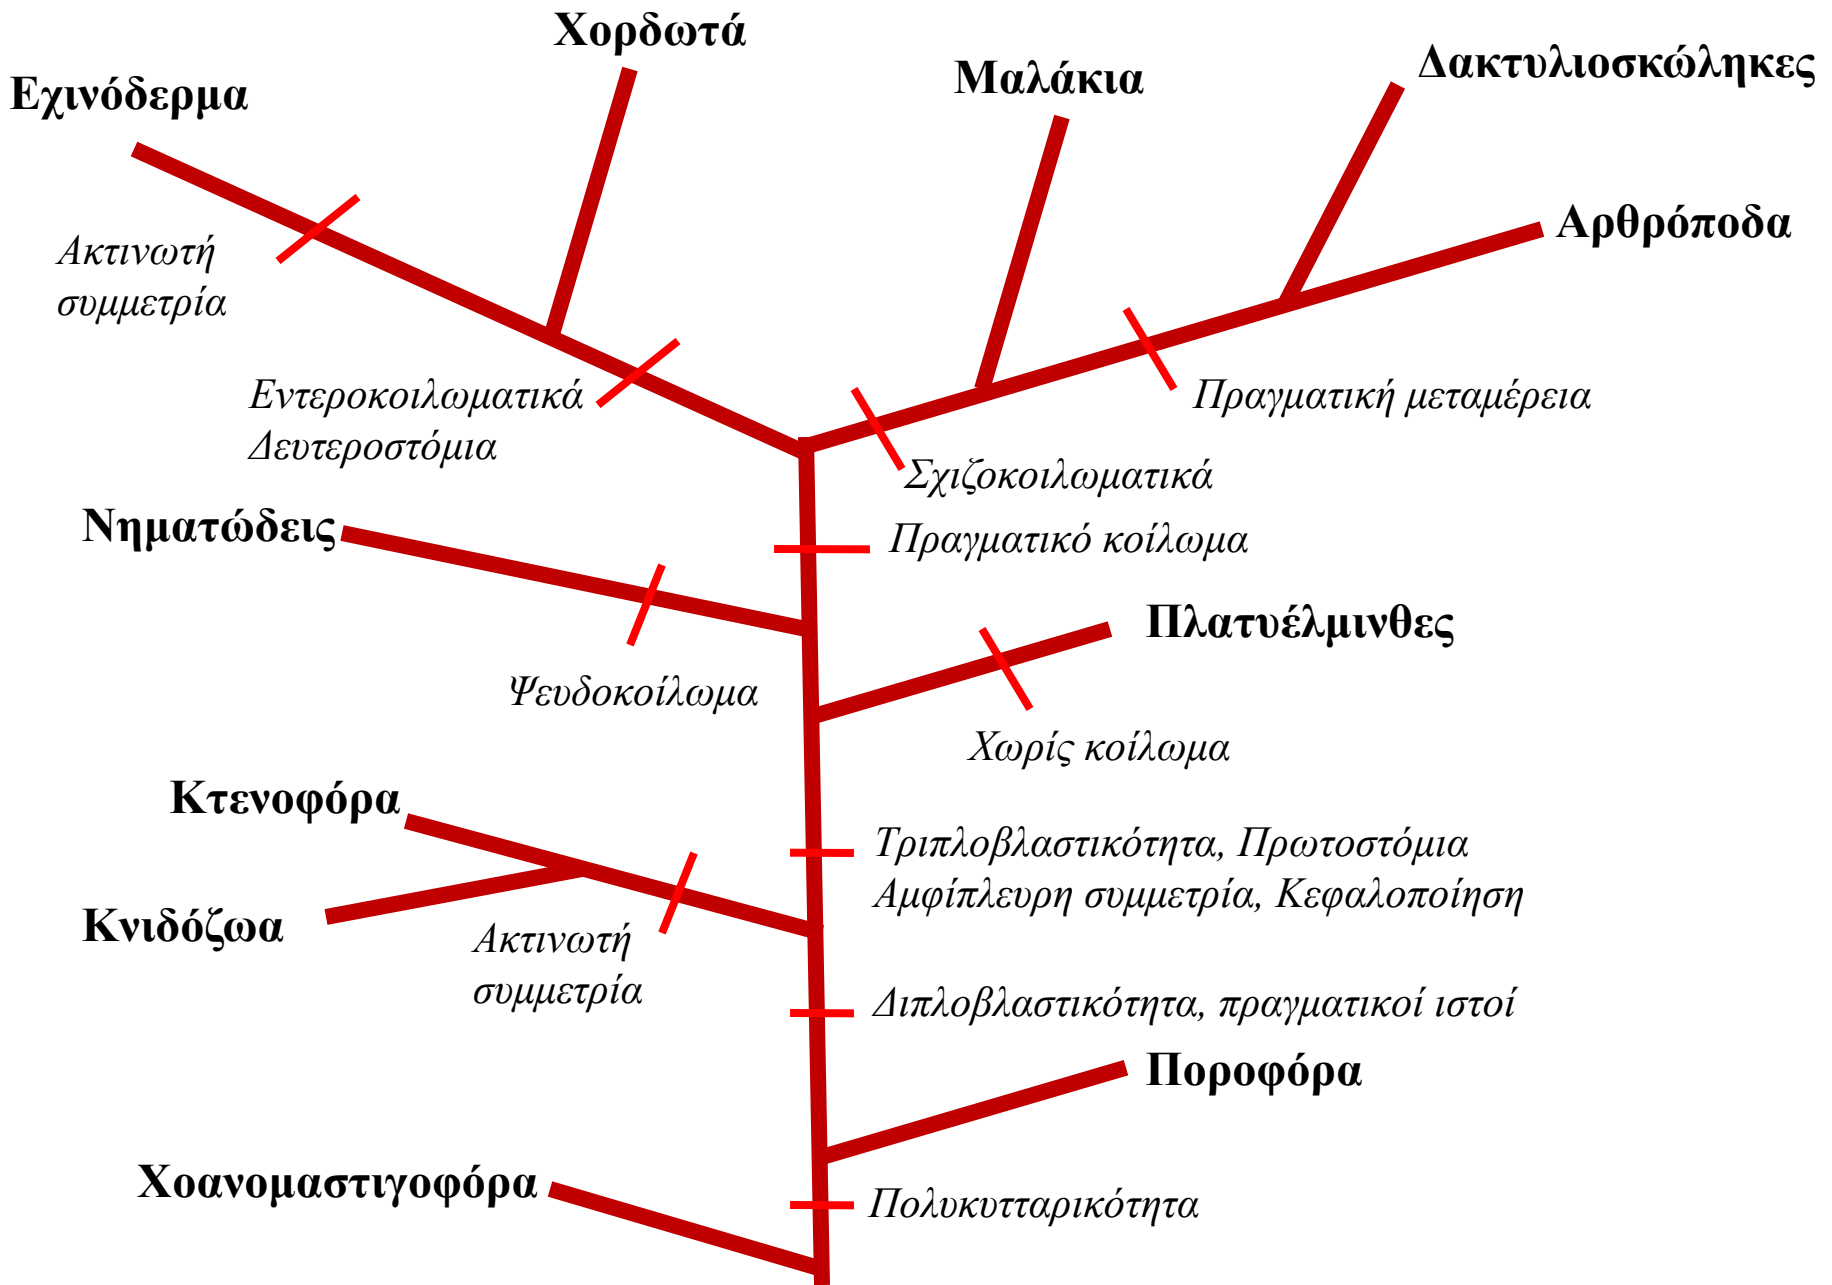 Χορδωτά
Μαλάκια
Δακτυλιοσκώληκες
Εχινόδερμα
Αρθρόποδα
Ακτινωτή
συμμετρία
Εντεροκοιλωματικά
Δευτεροστόμια
Πραγματική μεταμέρεια
Σχιζοκοιλωματικά
Νηματώδεις
Πραγματικό κοίλωμα
Πλατυέλμινθες
Ψευδοκοίλωμα
Χωρίς κοίλωμα
Κτενοφόρα
Τριπλοβλαστικότητα, Πρωτοστόμια
Αμφίπλευρη συμμετρία, Κεφαλοποίηση
Κνιδόζωα
Ακτινωτή
συμμετρία
Διπλοβλαστικότητα, πραγματικοί ιστοί
Ποροφόρα
Χοανομαστιγοφόρα
Πολυκυτταρικότητα